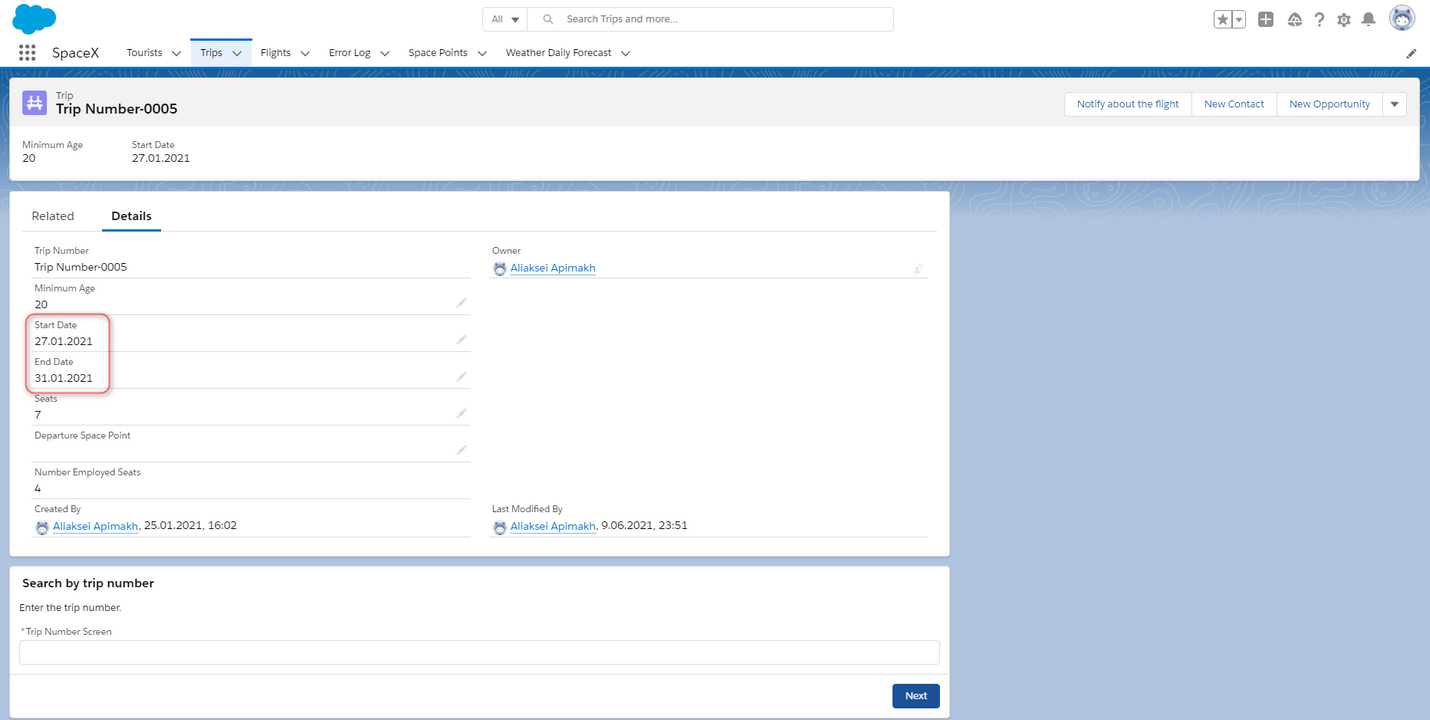 All
Search Trips and more...
SpaceX
Tourists
Trips
Flights
Error Log
Space Points
Weather Daily Forecast
Trip
Trip Number-0005
Notify about the flight
New Contact
New Opportunity
Minimum Age
20
Start Date
27.01.2021
Related
Details
Trip Number
Trip Number-0005
Owner
Aliaksei Apimakh
Minimum Age
20
Start Date
27.01.2021
End Date
31.01.2021
Seats
7
Departure Space Point
Number Employed Seats
4
Created By
Aliaksei Apimakh, 25.01.2021, 16:02
Last Modified By
Aliaksei Apimakh, 9.06.2021, 23:51
Search by trip number
Enter the trip number.
* Trip Number Screen
Next